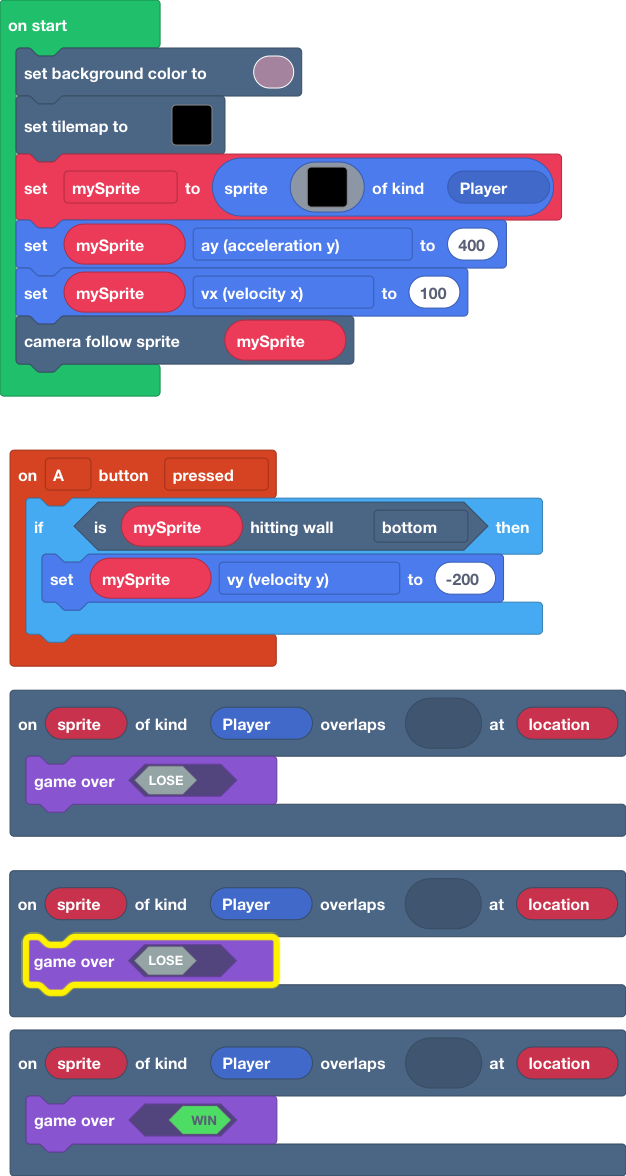 on start
set background color to
set tilemap to
set mySprite to sprite of kind Player
set mySprite ay (acceleration y) to 400
set mySprite vx (velocity x) to 100
camera follow sprite mySprite
on A button pressed
if is mySprite hitting wall bottom then
set mySprite vy (velocity y) to -200
on sprite of kind Player overlaps at location
game over LOSE
on sprite of kind Player overlaps at location
game over LOSE
on sprite of kind Player overlaps at location
game over WIN